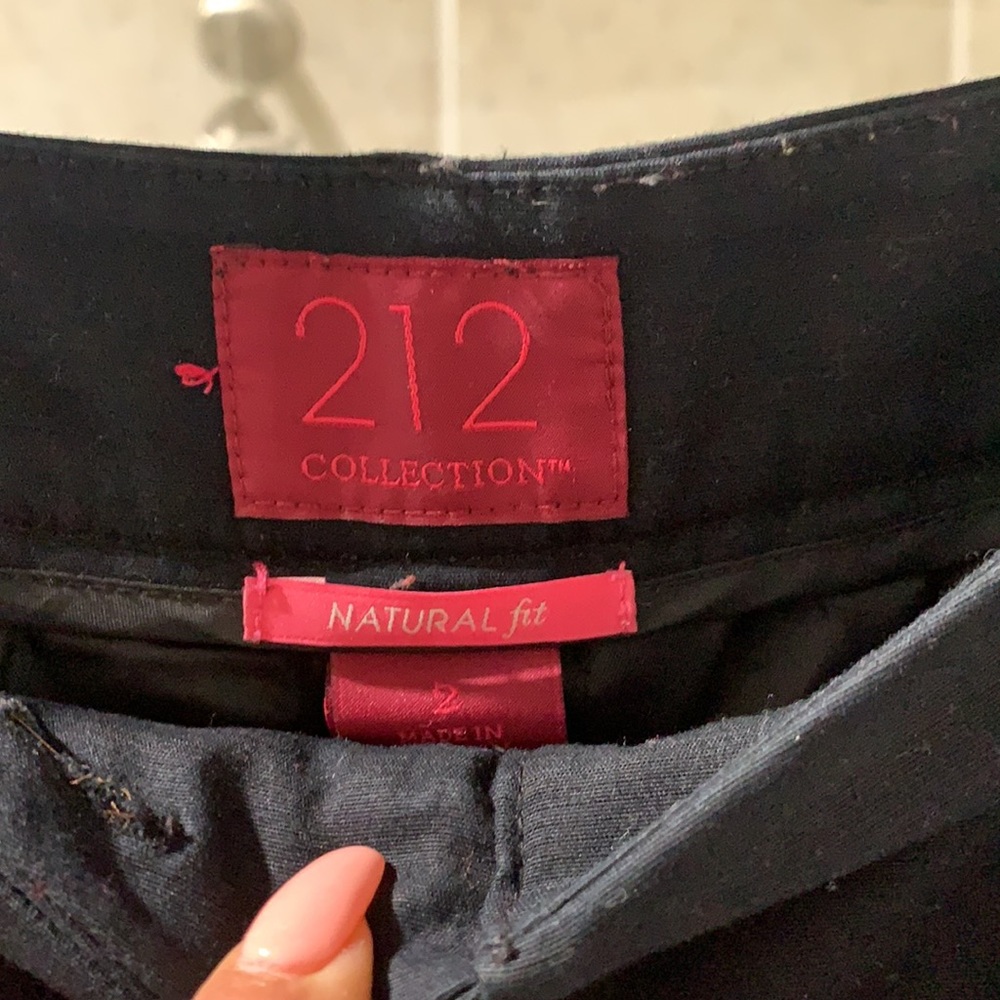 212
COLLECTION™
NATURAL fit
2
MADE IN